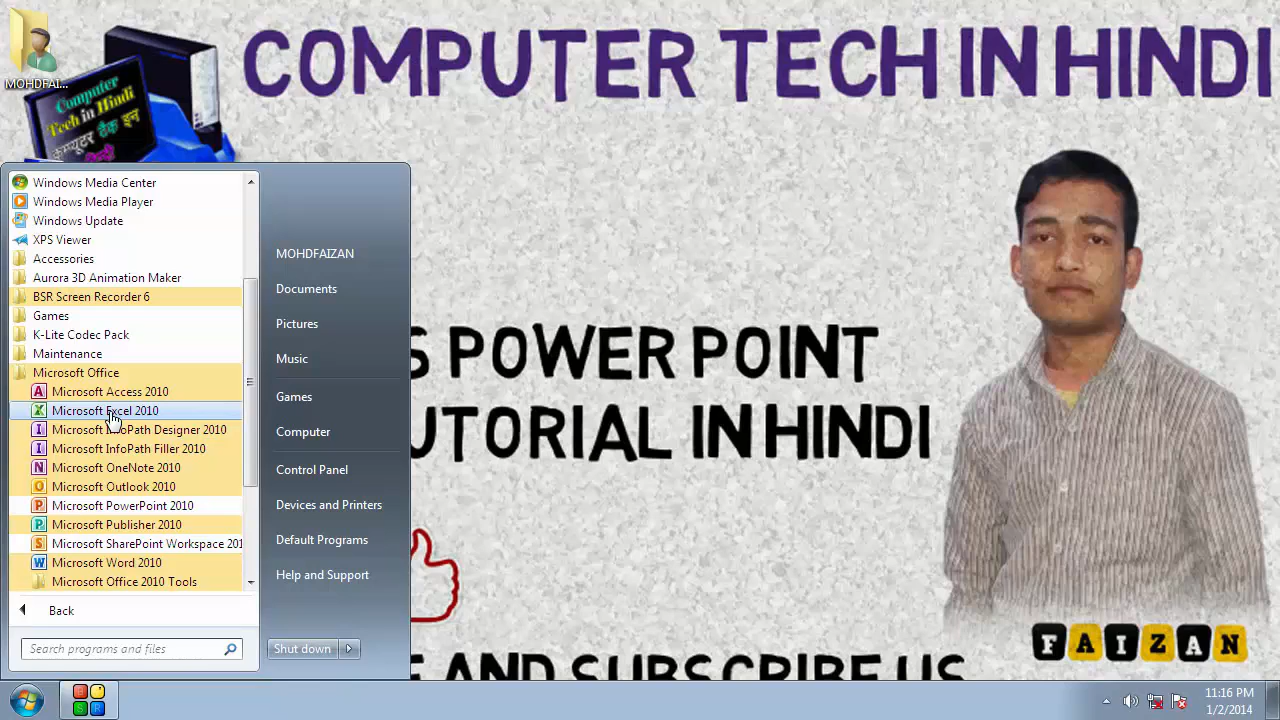 COMPUTER TECH IN HINDI
MOHDFAI...
Computer
Tech in Hindi
कंप्यूटर टैक इन
Windows Media Center
Windows Media Player
Windows Update
XPS Viewer
Accessories
Aurora 3D Animation Maker
BSR Screen Recorder 6
Games
K-Lite Codec Pack
Maintenance
Microsoft Office
Microsoft Access 2010
Microsoft Excel 2010
Microsoft InfoPath Designer 2010
Microsoft InfoPath Filler 2010
Microsoft OneNote 2010
Microsoft Outlook 2010
Microsoft PowerPoint 2010
Microsoft Publisher 2010
Microsoft SharePoint Workspace 201
Microsoft Word 2010
Microsoft Office 2010 Tools
Back
Search programs and files
MOHDFAIZAN
Documents
Pictures
Music
Games
Computer
Control Panel
Devices and Printers
Default Programs
Help and Support
Shut down
S POWER POINT
UTORIAL IN HINDI
E AND SUBSCRIBE US
FAIZAN
11:16 PM
1/2/2014